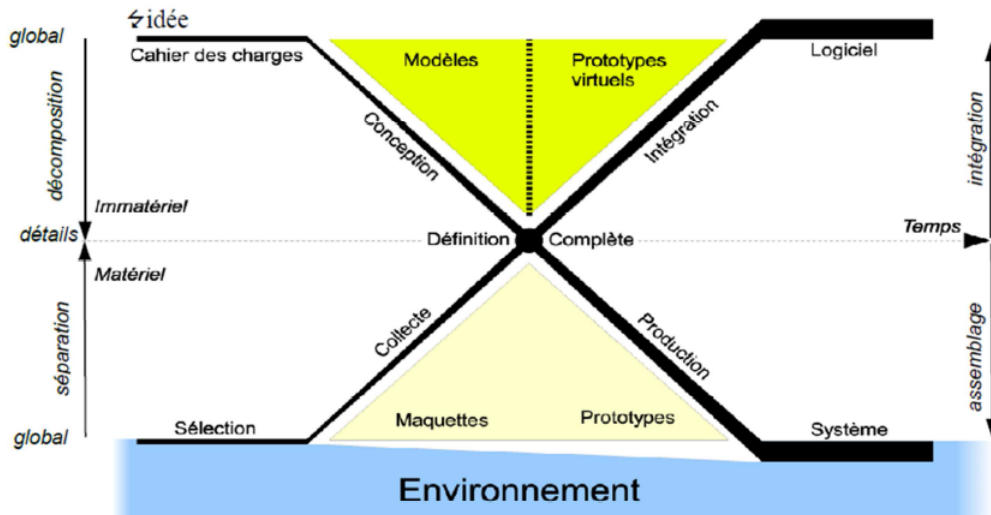 idée
global
Cahier des charges
Modèles
Prototypes
virtuels
Logiciel
décomposition
Conception
Intégration
intégration
Immatériel
Temps
détails
Définition
Complète
Matériel
séparation
Collecte
Production
assemblage
Maquettes
Prototypes
global
Sélection
Système
Environnement